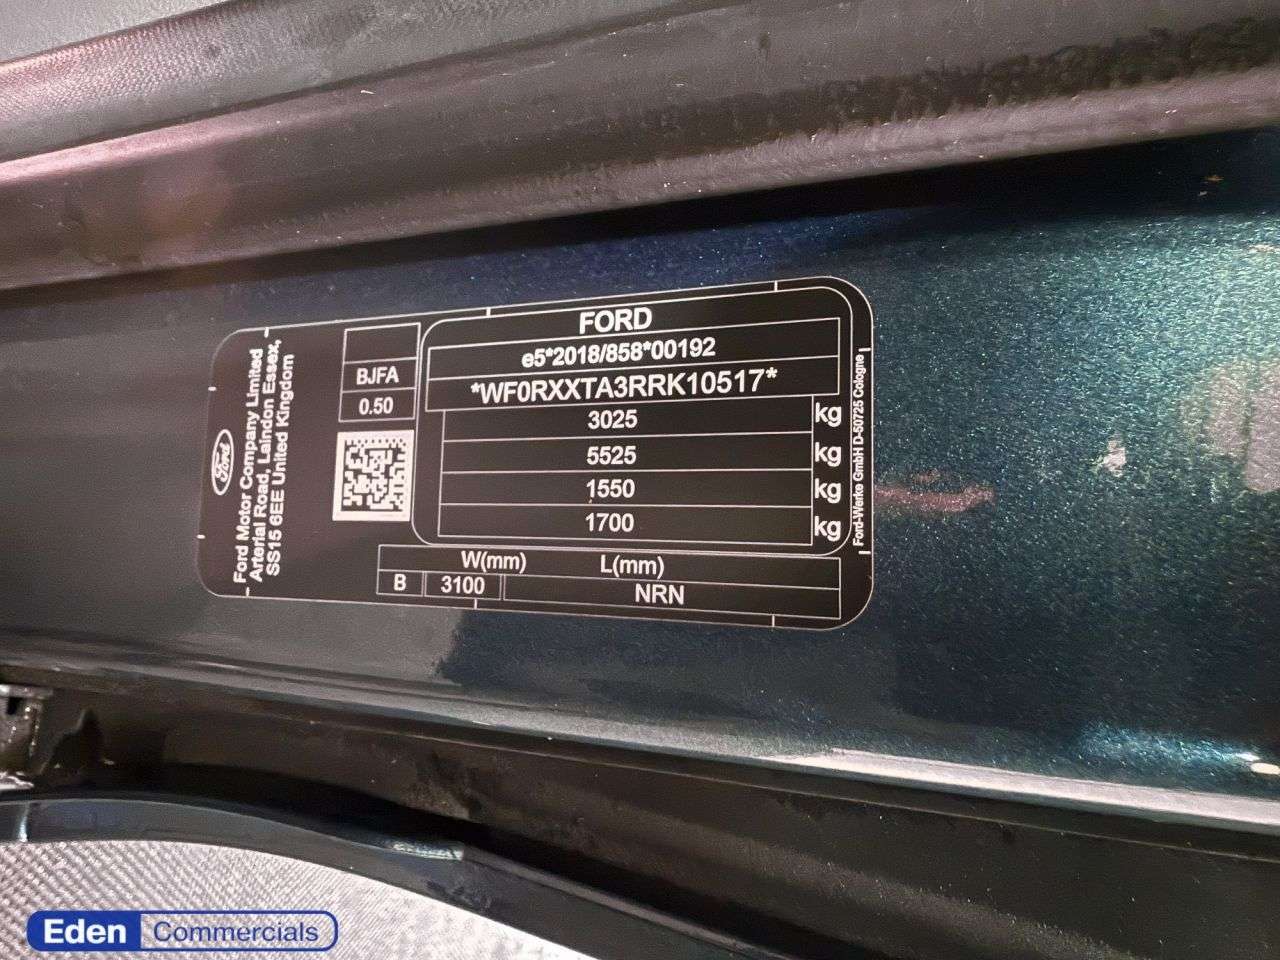 Ford
Ford Motor Company Limited
Arterial Road, Laindon Essex,
SS15 6EE United Kingdom
BJFA
0.50
FORD
e5*2018/858*00192
*WF0RXXTA3RRK10517*
3025 kg
5525 kg
1550 kg
1700 kg
Ford-Werke GmbH D-50725 Cologne
W(mm) L(mm)
B 3100 NRN
Eden Commercials